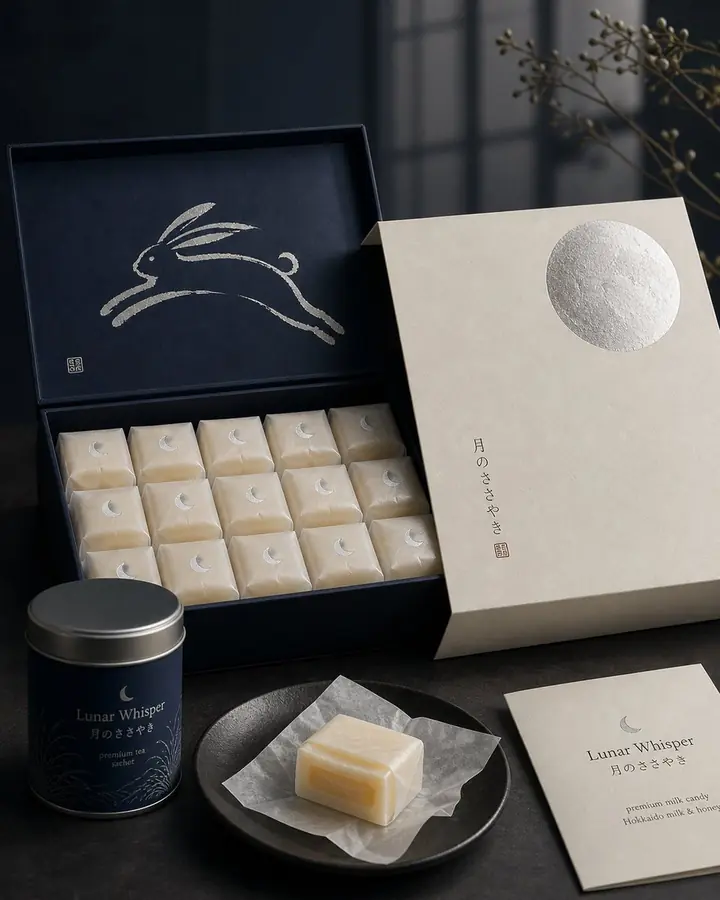 月のささやき
Lunar Whisper
月のささやき
premium tea
sachet
Lunar Whisper
月のささやき
premium milk candy
Hokkaido milk & honey